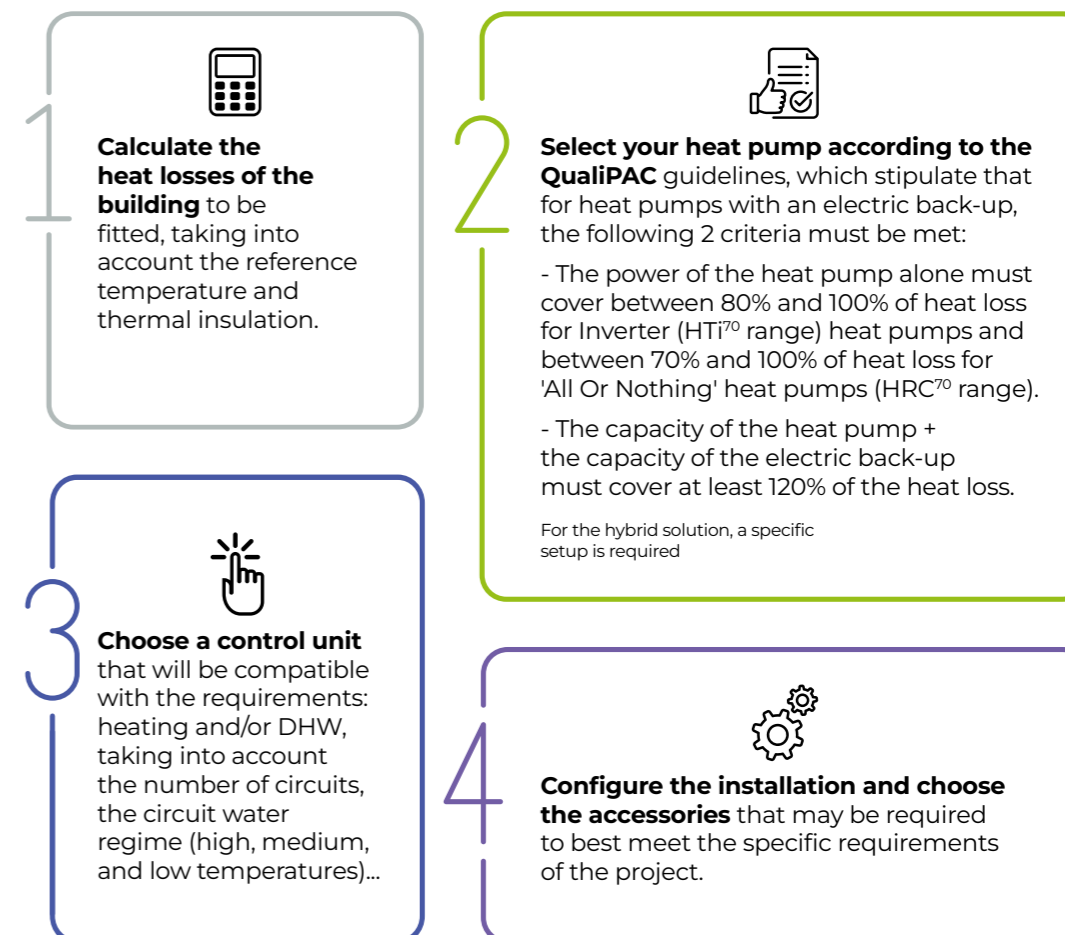 1
Calculate the
heat losses of the
building to be
fitted, taking into
account the reference
temperature and
thermal insulation.
2
Select your heat pump according to the
QualiPAC guidelines, which stipulate that
for heat pumps with an electric back-up,
the following 2 criteria must be met:
- The power of the heat pump alone must
cover between 80% and 100% of heat loss
for Inverter (HTi⁷⁰ range) heat pumps and
between 70% and 100% of heat loss for
'All Or Nothing' heat pumps (HRC⁷⁰ range).
- The capacity of the heat pump +
the capacity of the electric back-up
must cover at least 120% of the heat loss.
For the hybrid solution, a specific
setup is required
3
Choose a control unit
that will be compatible
with the requirements:
heating and/or DHW,
taking into account
the number of circuits,
the circuit water
regime (high, medium,
and low temperatures)...
4
Configure the installation and choose
the accessories that may be required
to best meet the specific requirements
of the project.